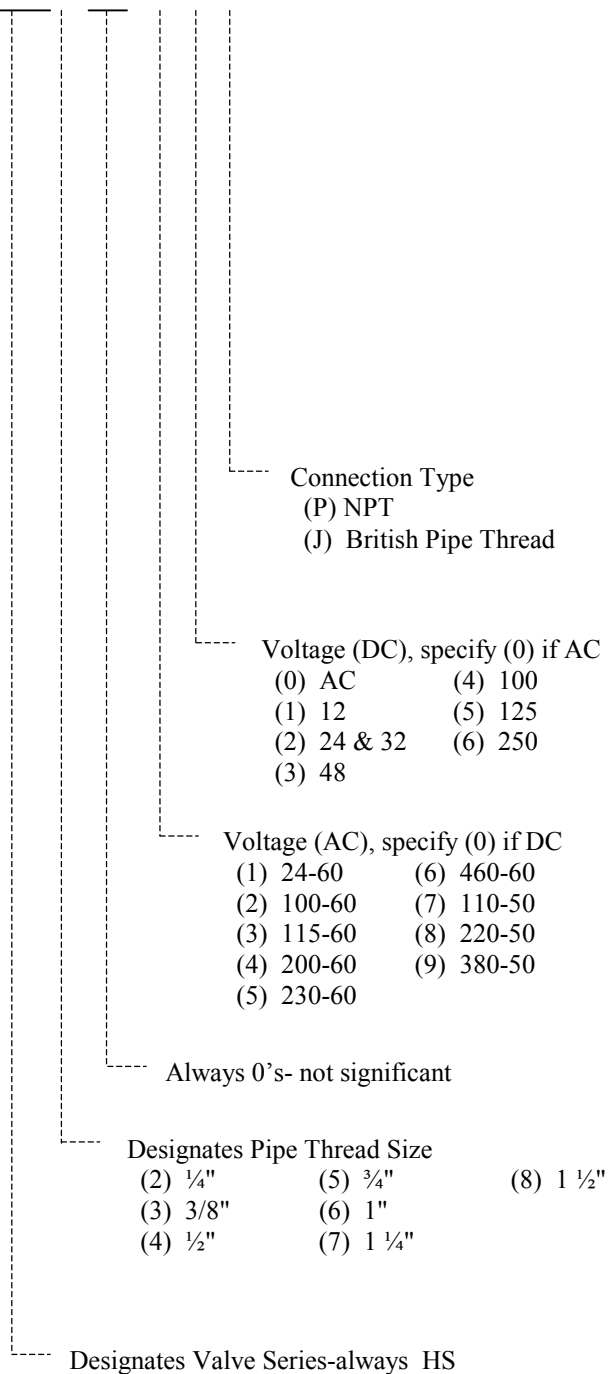 Connection Type
(P) NPT
(J) British Pipe Thread
Voltage (DC), specify (0) if AC
(0) AC (4) 100
(1) 12 (5) 125
(2) 24 & 32 (6) 250
(3) 48
Voltage (AC), specify (0) if DC
(1) 24-60 (6) 460-60
(2) 100-60 (7) 110-50
(3) 115-60 (8) 220-50
(4) 200-60 (9) 380-50
(5) 230-60
Always 0’s- not significant
Designates Pipe Thread Size
(2) ¼" (5) ¾" (8) 1 ½"
(3) 3/8" (6) 1"
(4) ½" (7) 1 ¼"
Designates Valve Series-always HS